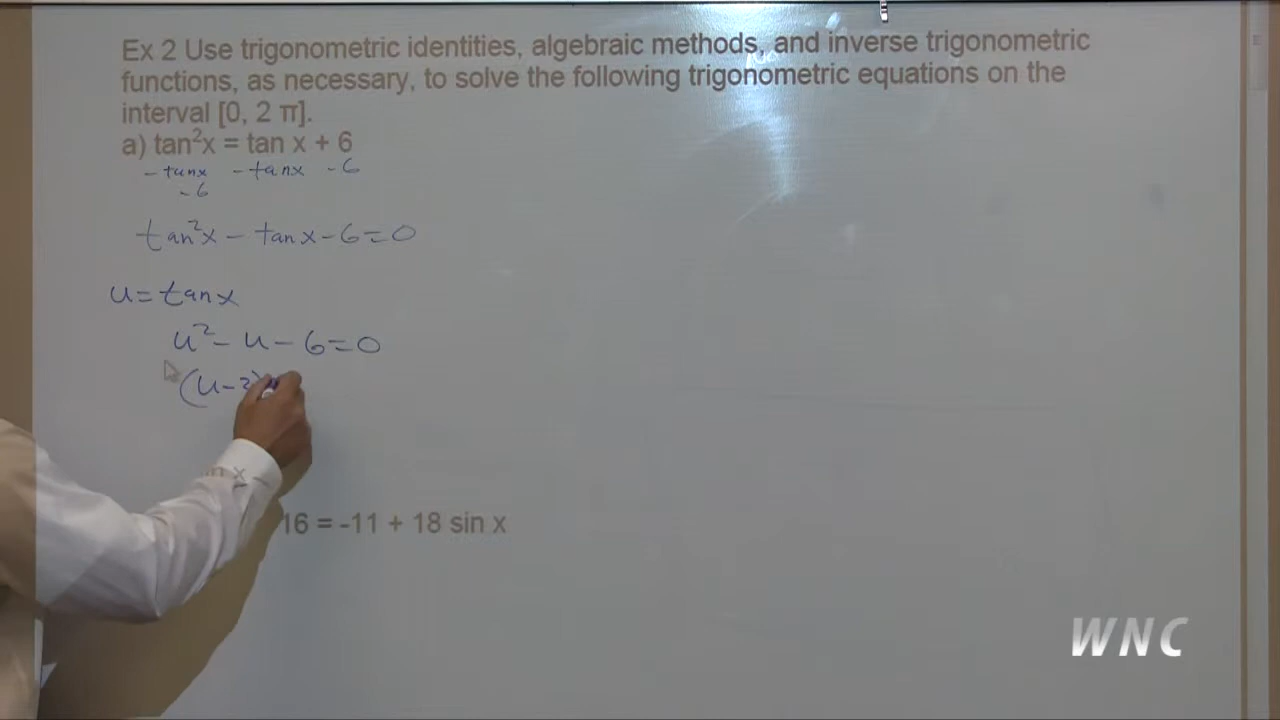 Ex 2 Use trigonometric identities, algebraic methods, and inverse trigonometric
functions, as necessary, to solve the following trigonometric equations on the
interval [0, 2 π].
a) tan²x = tan x + 6
- tanx - tanx - 6
- 6
tan²x - tanx - 6 = 0
u = tanx
u² - u - 6 = 0
(u -
x
16 = -11 + 18 sin x
WNC